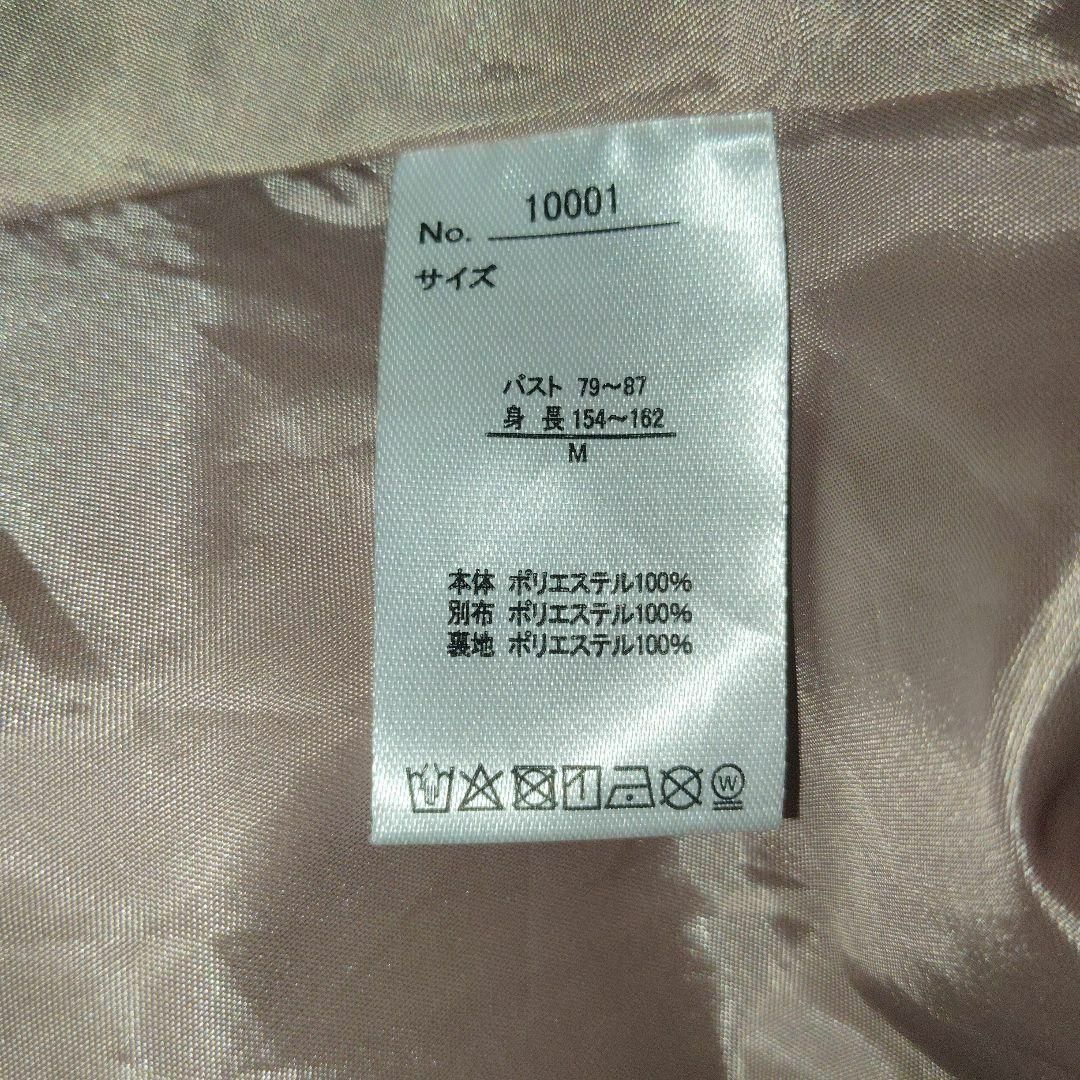 No. 10001
サイズ
バスト 79～87
身 長 154～162
M
本体 ポリエステル100%
別布 ポリエステル100%
裏地 ポリエステル100%
W